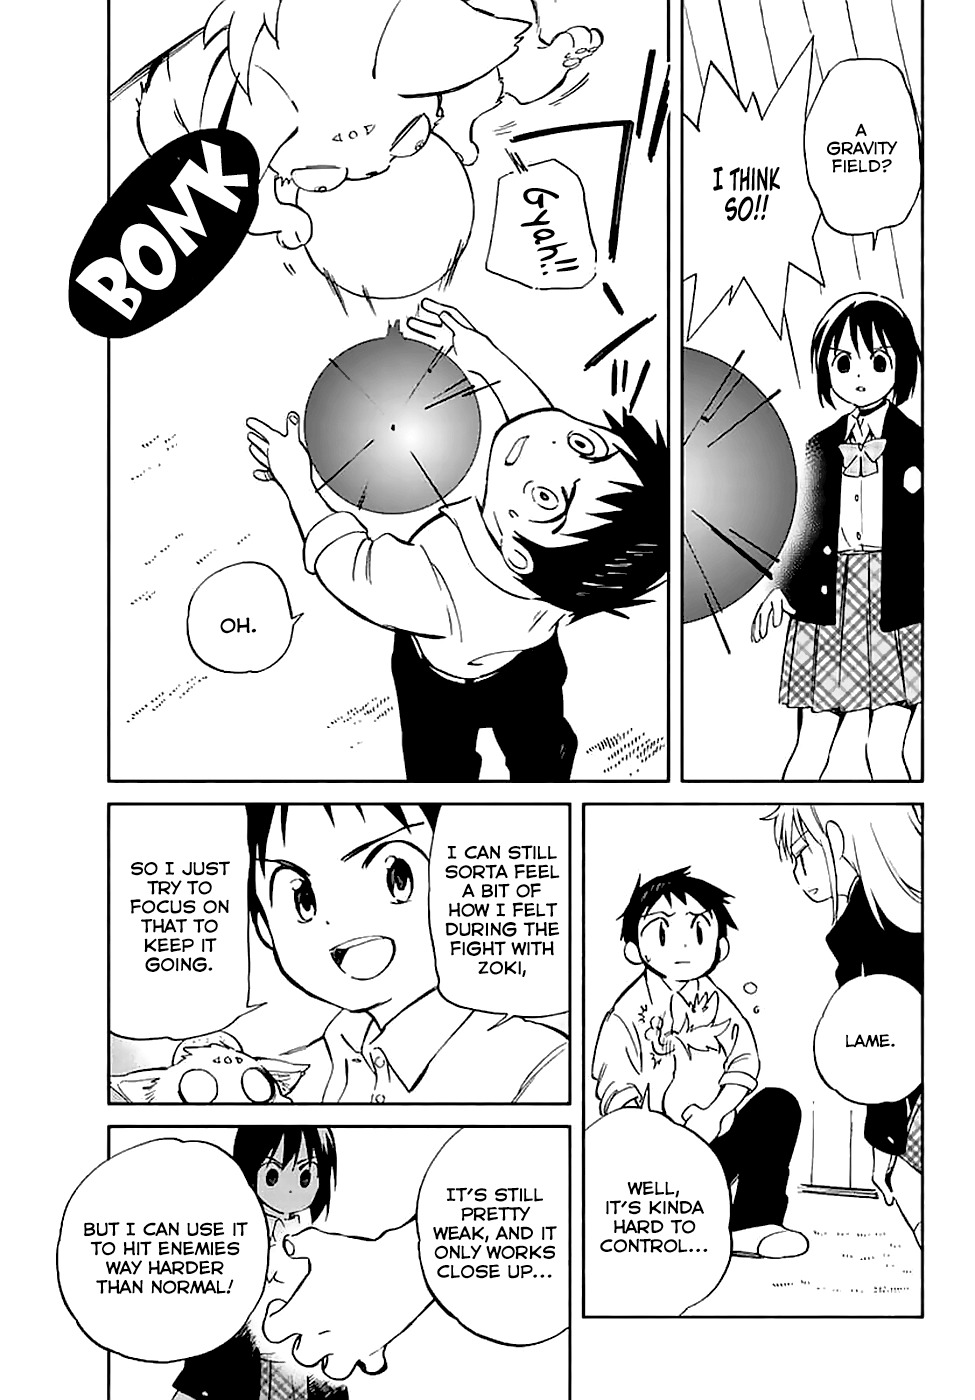 A
GRAVITY
FIELD?
I THINK
SO!!
Gyah!!
BOMK
OH.
LAME.
WELL,
IT'S KINDA
HARD TO
CONTROL...
I CAN STILL
SORTA FEEL
A BIT OF
HOW I FELT
DURING THE
FIGHT WITH
ZOKI,
SO I JUST
TRY TO
FOCUS ON
THAT TO
KEEP IT
GOING.
IT'S STILL
PRETTY
WEAK, AND IT
ONLY WORKS
CLOSE UP...
BUT I CAN USE IT
TO HIT ENEMIES
WAY HARDER
THAN NORMAL!